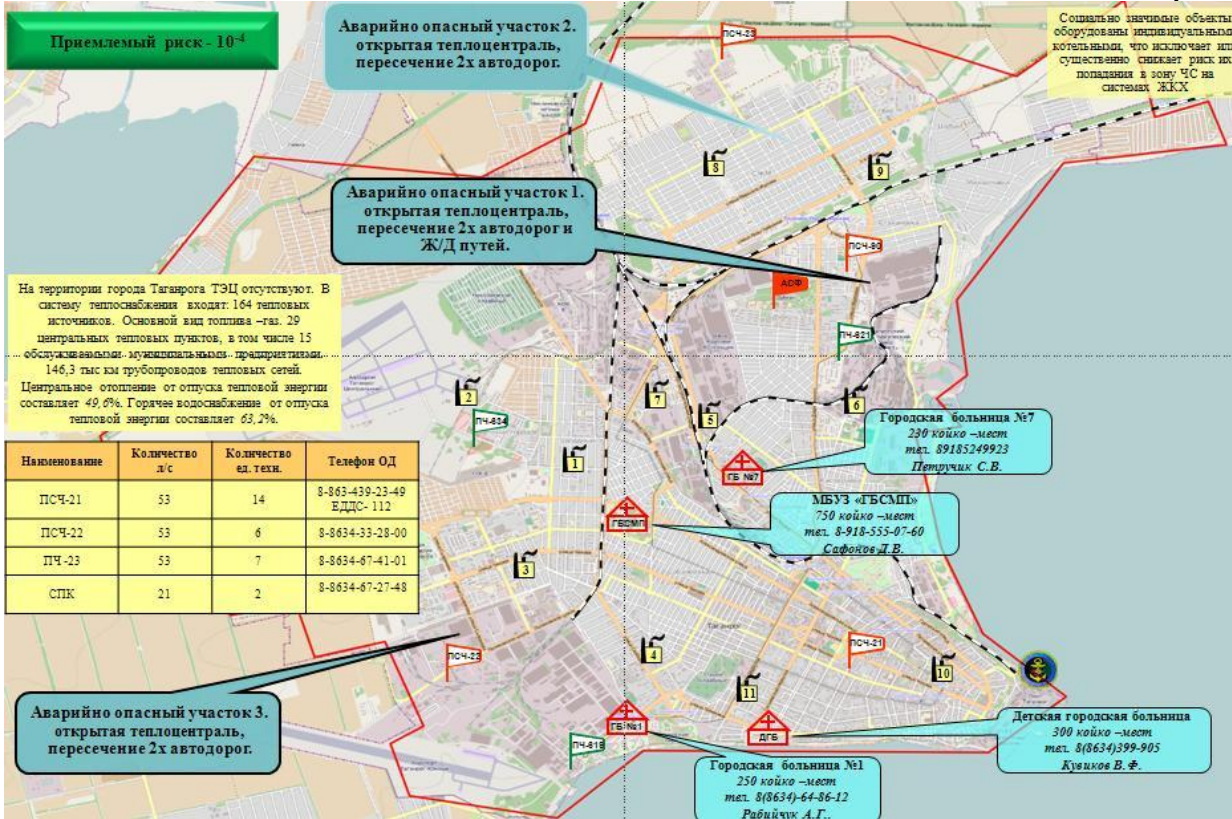 Приемлемый риск - 10⁻⁴
Аварийно опасный участок 2.
открытая теплоцентраль,
пересечение 2х автодорог.
ПСЧ-23
Социально значимые объекты
оборудованы индивидуальными
котельными, что исключает или
существенно снижает риск их
попадания в зону ЧС на
системах ЖКХ
8
9
Аварийно опасный участок 1.
открытая теплоцентраль,
пересечение 2х автодорог и
Ж/Д путей.
ПСЧ-80
АСФ
На территории города Таганрога ТЭЦ отсутствуют. В
систему теплоснабжения входят: 164 тепловых
источников. Основной вид топлива –газ. 29
центральных тепловых пунктов, в том числе 15
обслуживаемыми муниципальными предприятиями.
146,3 тыс км трубопроводов тепловых сетей.
Центральное отопление от отпуска тепловой энергии
составляет 49,6%. Горячее водоснабжение от отпуска
тепловой энергии составляет 63,2%.
ПЧ-621
2
7
5
6
ПЧ-634
Городская больница №7
230 койко –мест
тел. 89185249923
Петручик С.В.
Наименование Количество л/с Количество ед. техн. Телефон ОД
ПСЧ-21 53 14 8-863-439-23-49 ЕДДС- 112
ПСЧ-22 53 6 8-8634-33-28-00
ПЧ-23 53 7 8-8634-67-41-01
СПК 21 2 8-8634-67-27-48
1
ГБ №7
МБУЗ «ГБСМП»
750 койко –мест
тел. 8-918-555-07-60
Сафонов Д.В.
ГБСМП
3
Таганрог
ПСЧ-22
4
ПСЧ-21
10
11
Аварийно опасный участок 3.
открытая теплоцентраль,
пересечение 2х автодорог.
ГБ №1
ДГБ
ПЧ-618
Детская городская больница
300 койко –мест
тел. 8(8634)399-905
Кувиков В.Ф.
Городская больница №1
250 койко –мест
тел. 8(8634)-64-86-12
Рабийчук А.Г..